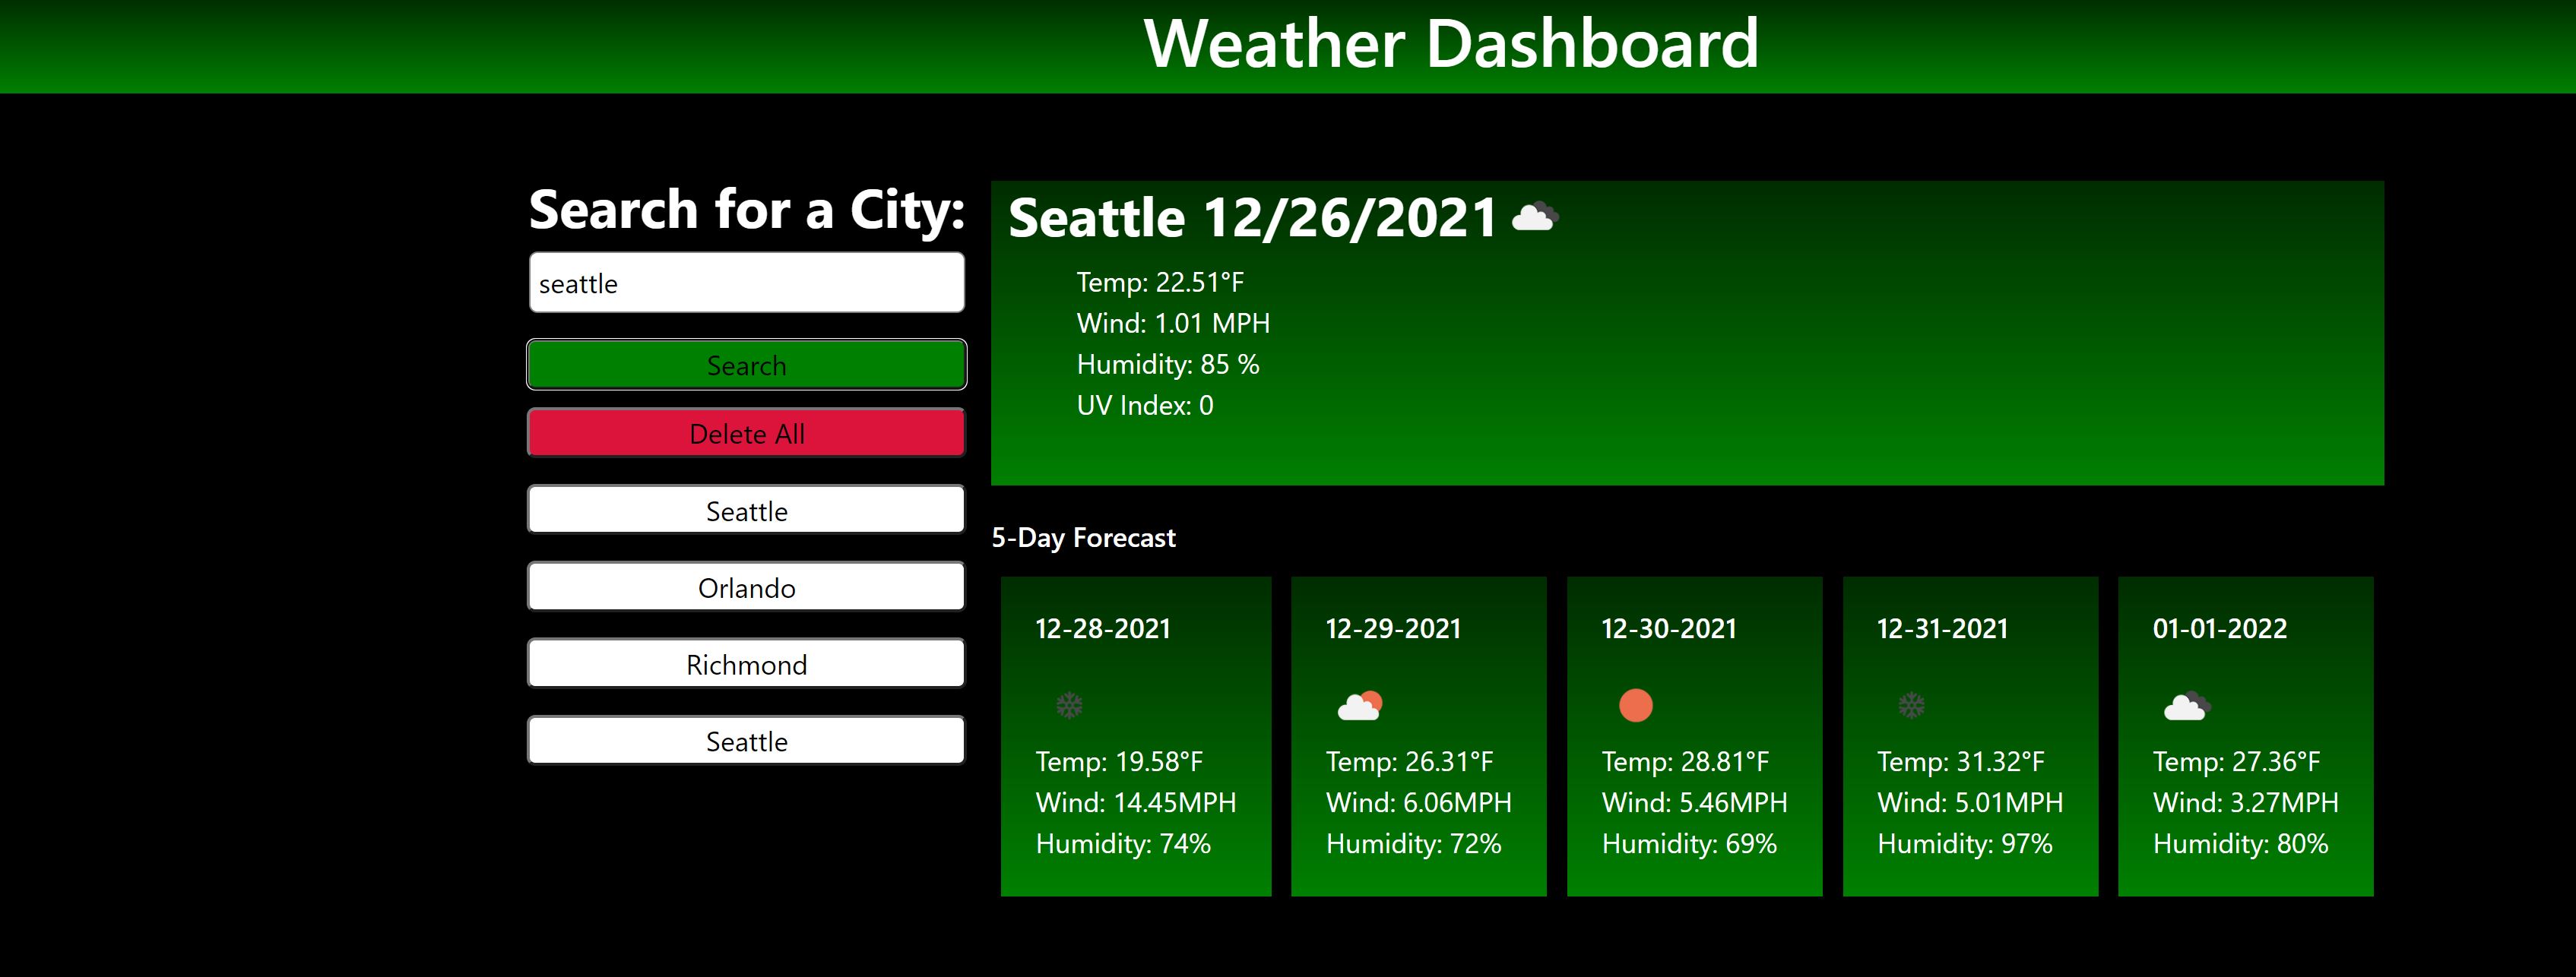 Weather Dashboard
Search for a City:
seattle
Search
Delete All
Seattle
Orlando
Richmond
Seattle
Seattle 12/26/2021
Temp: 22.51°F
Wind: 1.01 MPH
Humidity: 85 %
UV Index: 0
5-Day Forecast
12-28-2021
Temp: 19.58°F
Wind: 14.45MPH
Humidity: 74%
12-29-2021
Temp: 26.31°F
Wind: 6.06MPH
Humidity: 72%
12-30-2021
Temp: 28.81°F
Wind: 5.46MPH
Humidity: 69%
12-31-2021
Temp: 31.32°F
Wind: 5.01MPH
Humidity: 97%
01-01-2022
Temp: 27.36°F
Wind: 3.27MPH
Humidity: 80%